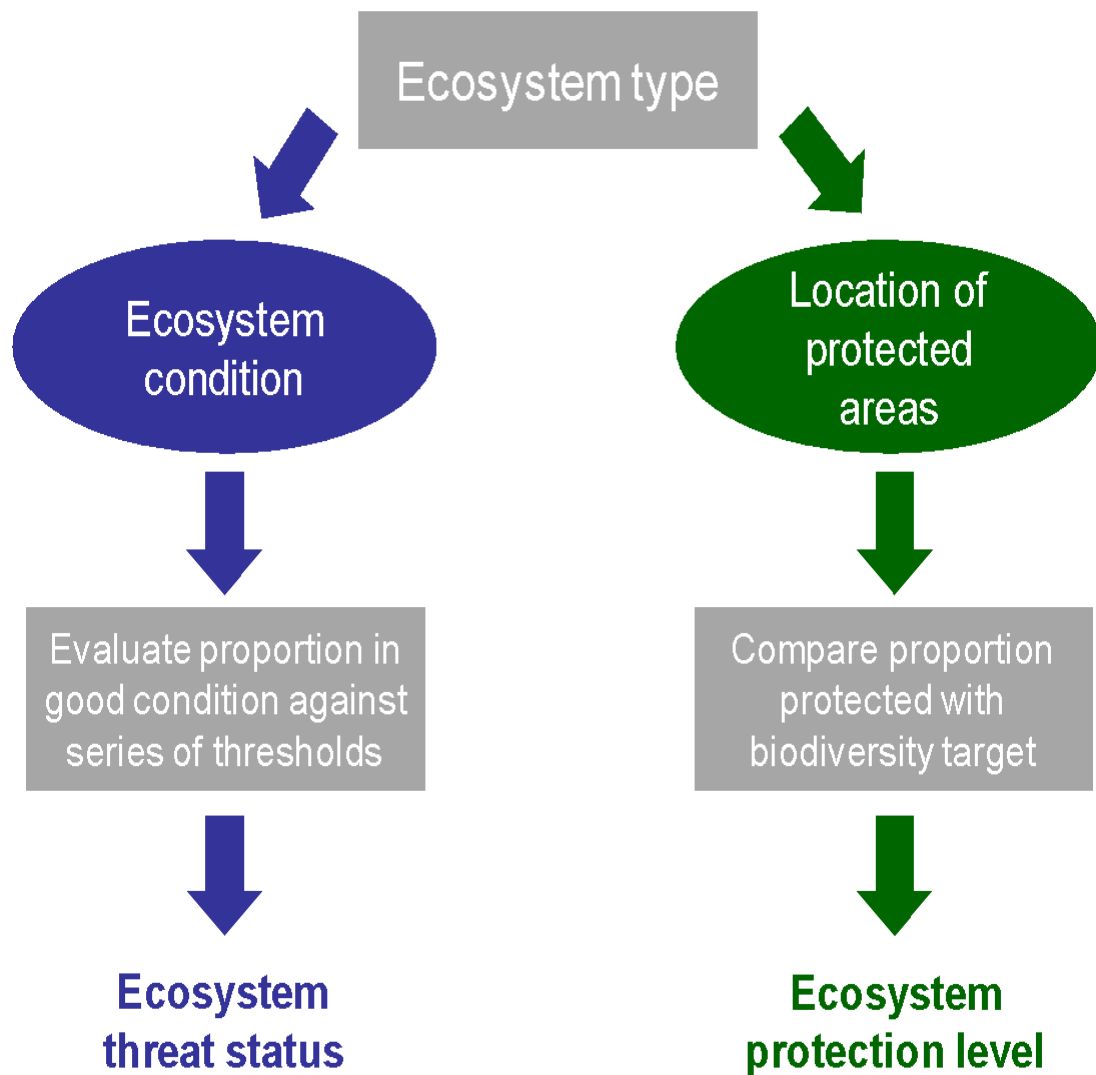 Ecosystem type
Ecosystem
condition
Location of
protected
areas
Evaluate proportion in
good condition against
series of thresholds
Compare proportion
protected with
biodiversity target
Ecosystem
threat status
Ecosystem
protection level